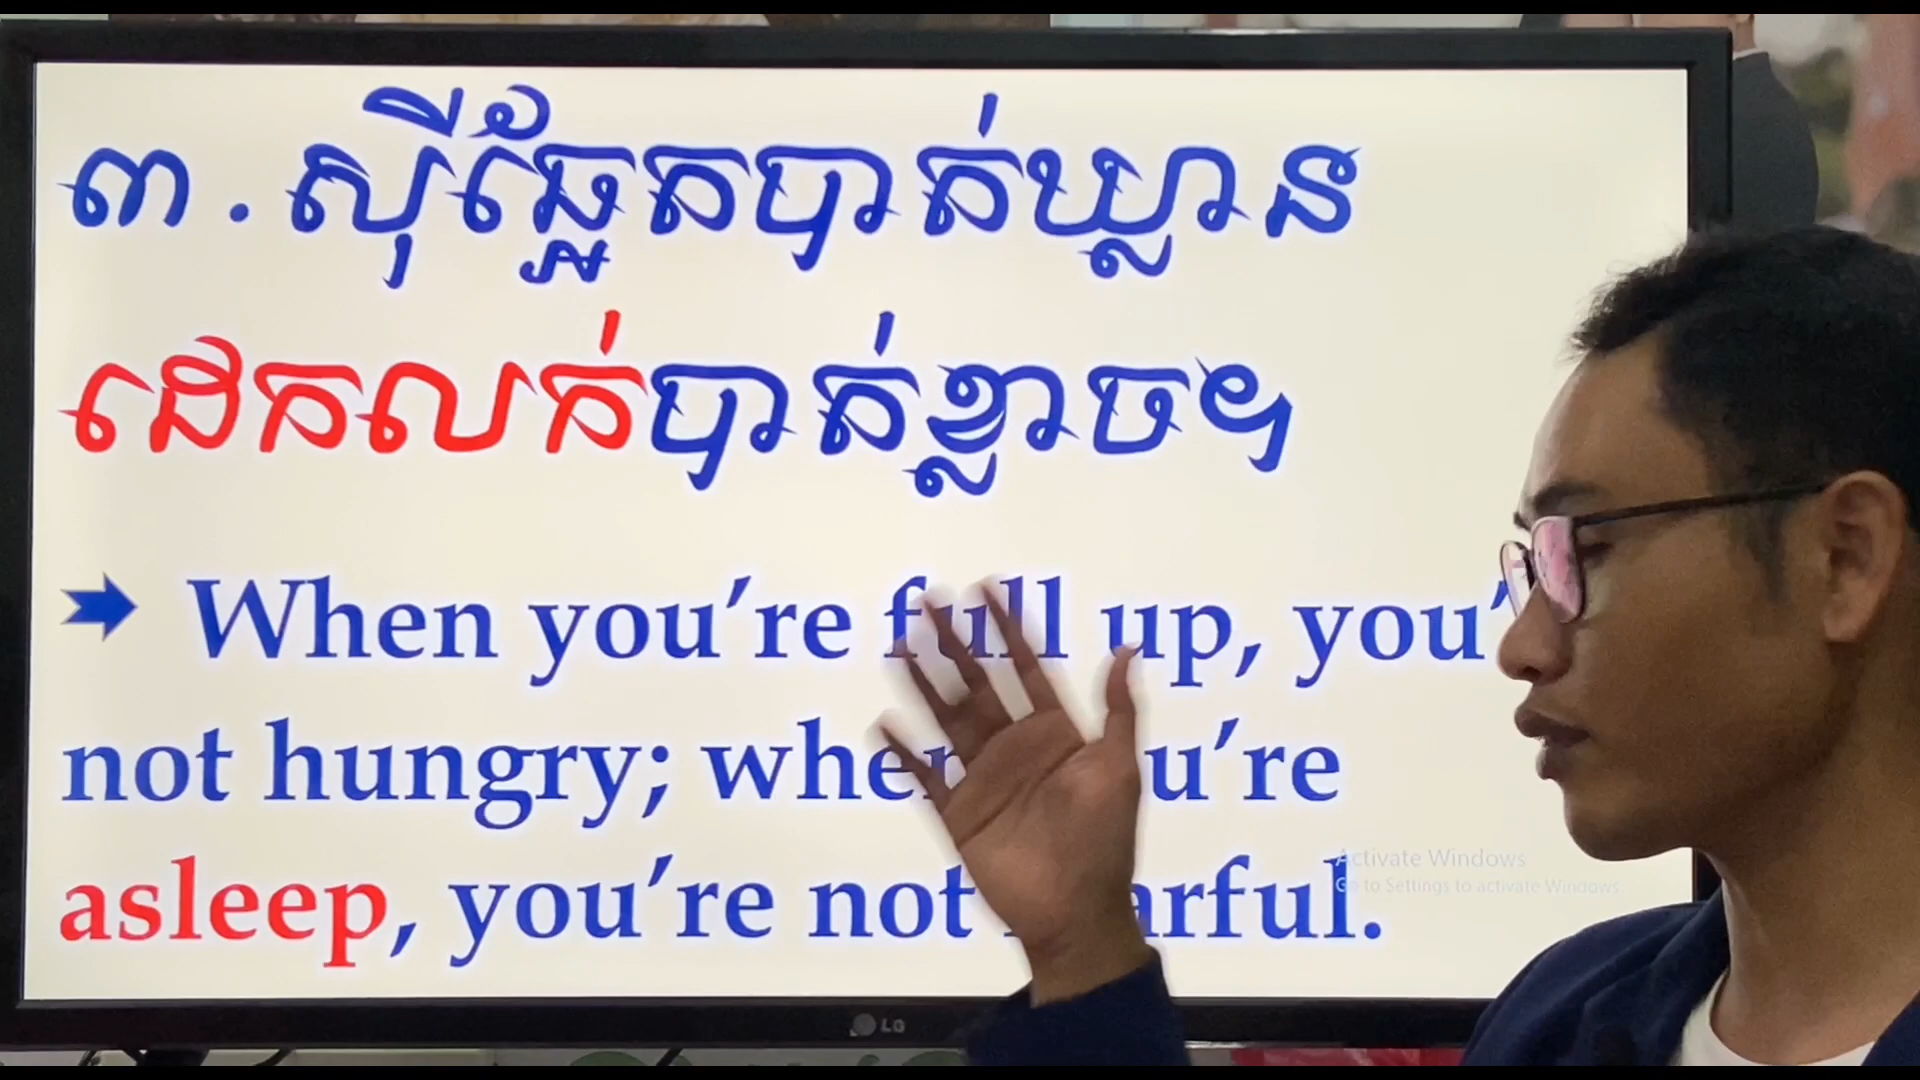 ៣. ស៊ីឆ្អែតបាត់ឃ្លាន
ដេកលក់បាត់ខ្លាចឯ
➧ When you're full up, you'
not hungry; when u're
asleep, you're not arful.
Activate Windows
Go to Settings to activate Windows.
LG